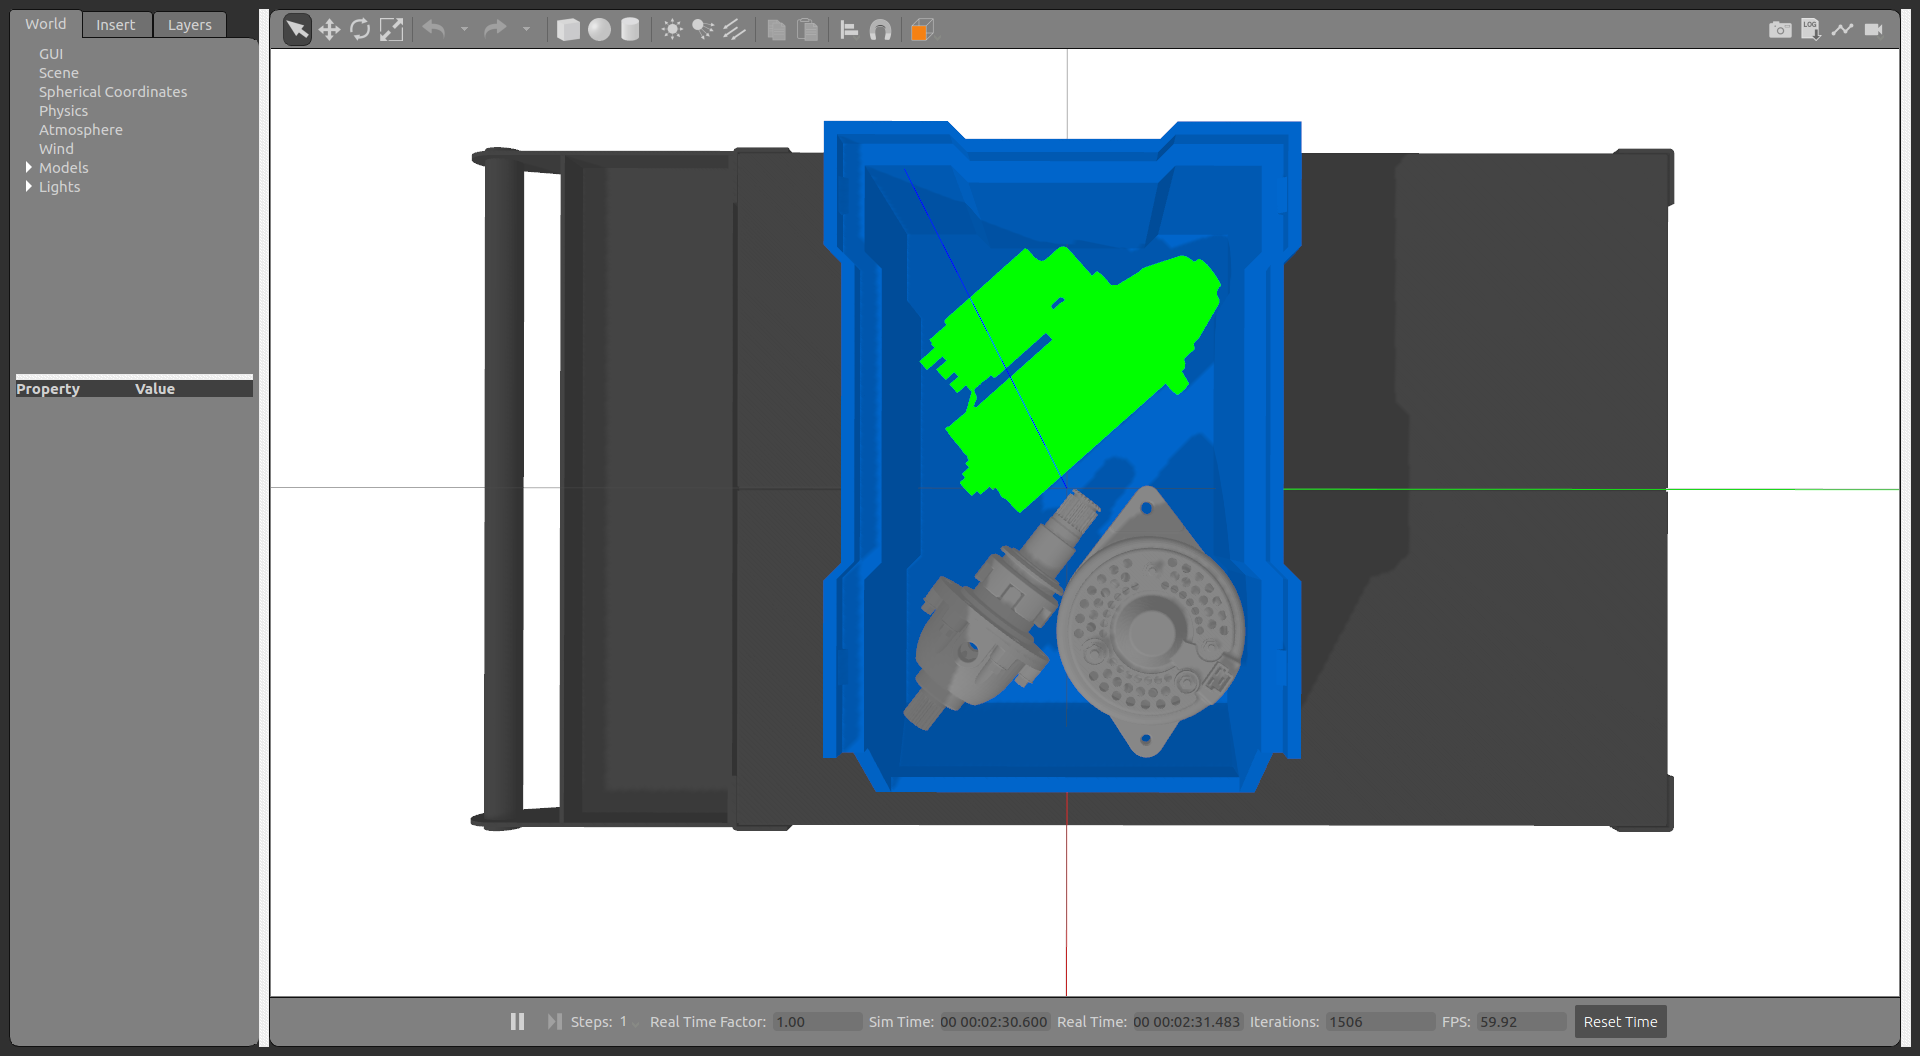 World Insert Layers
LOG
GUI
Scene
Spherical Coordinates
Physics
Atmosphere
Wind
Models
Lights
Property Value
Steps: 1 Real Time Factor: 1.00 Sim Time: 00 00:02:30.600 Real Time: 00 00:02:31.483 Iterations: 1506 FPS: 59.92 Reset Time